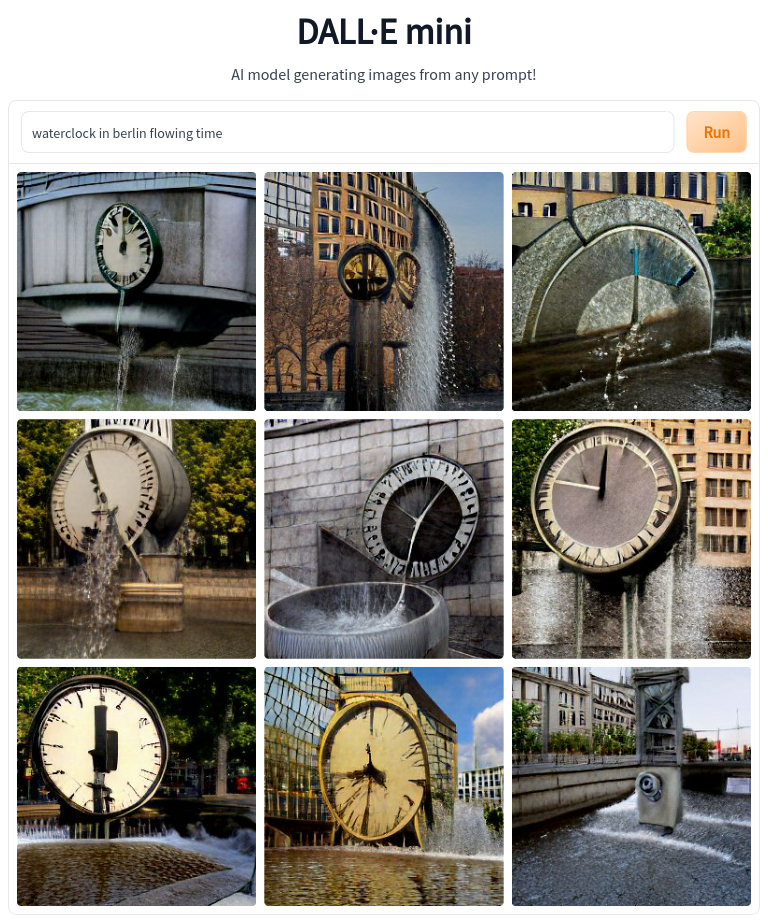 DALL·E mini
AI model generating images from any prompt!
waterclock in berlin flowing time
Run